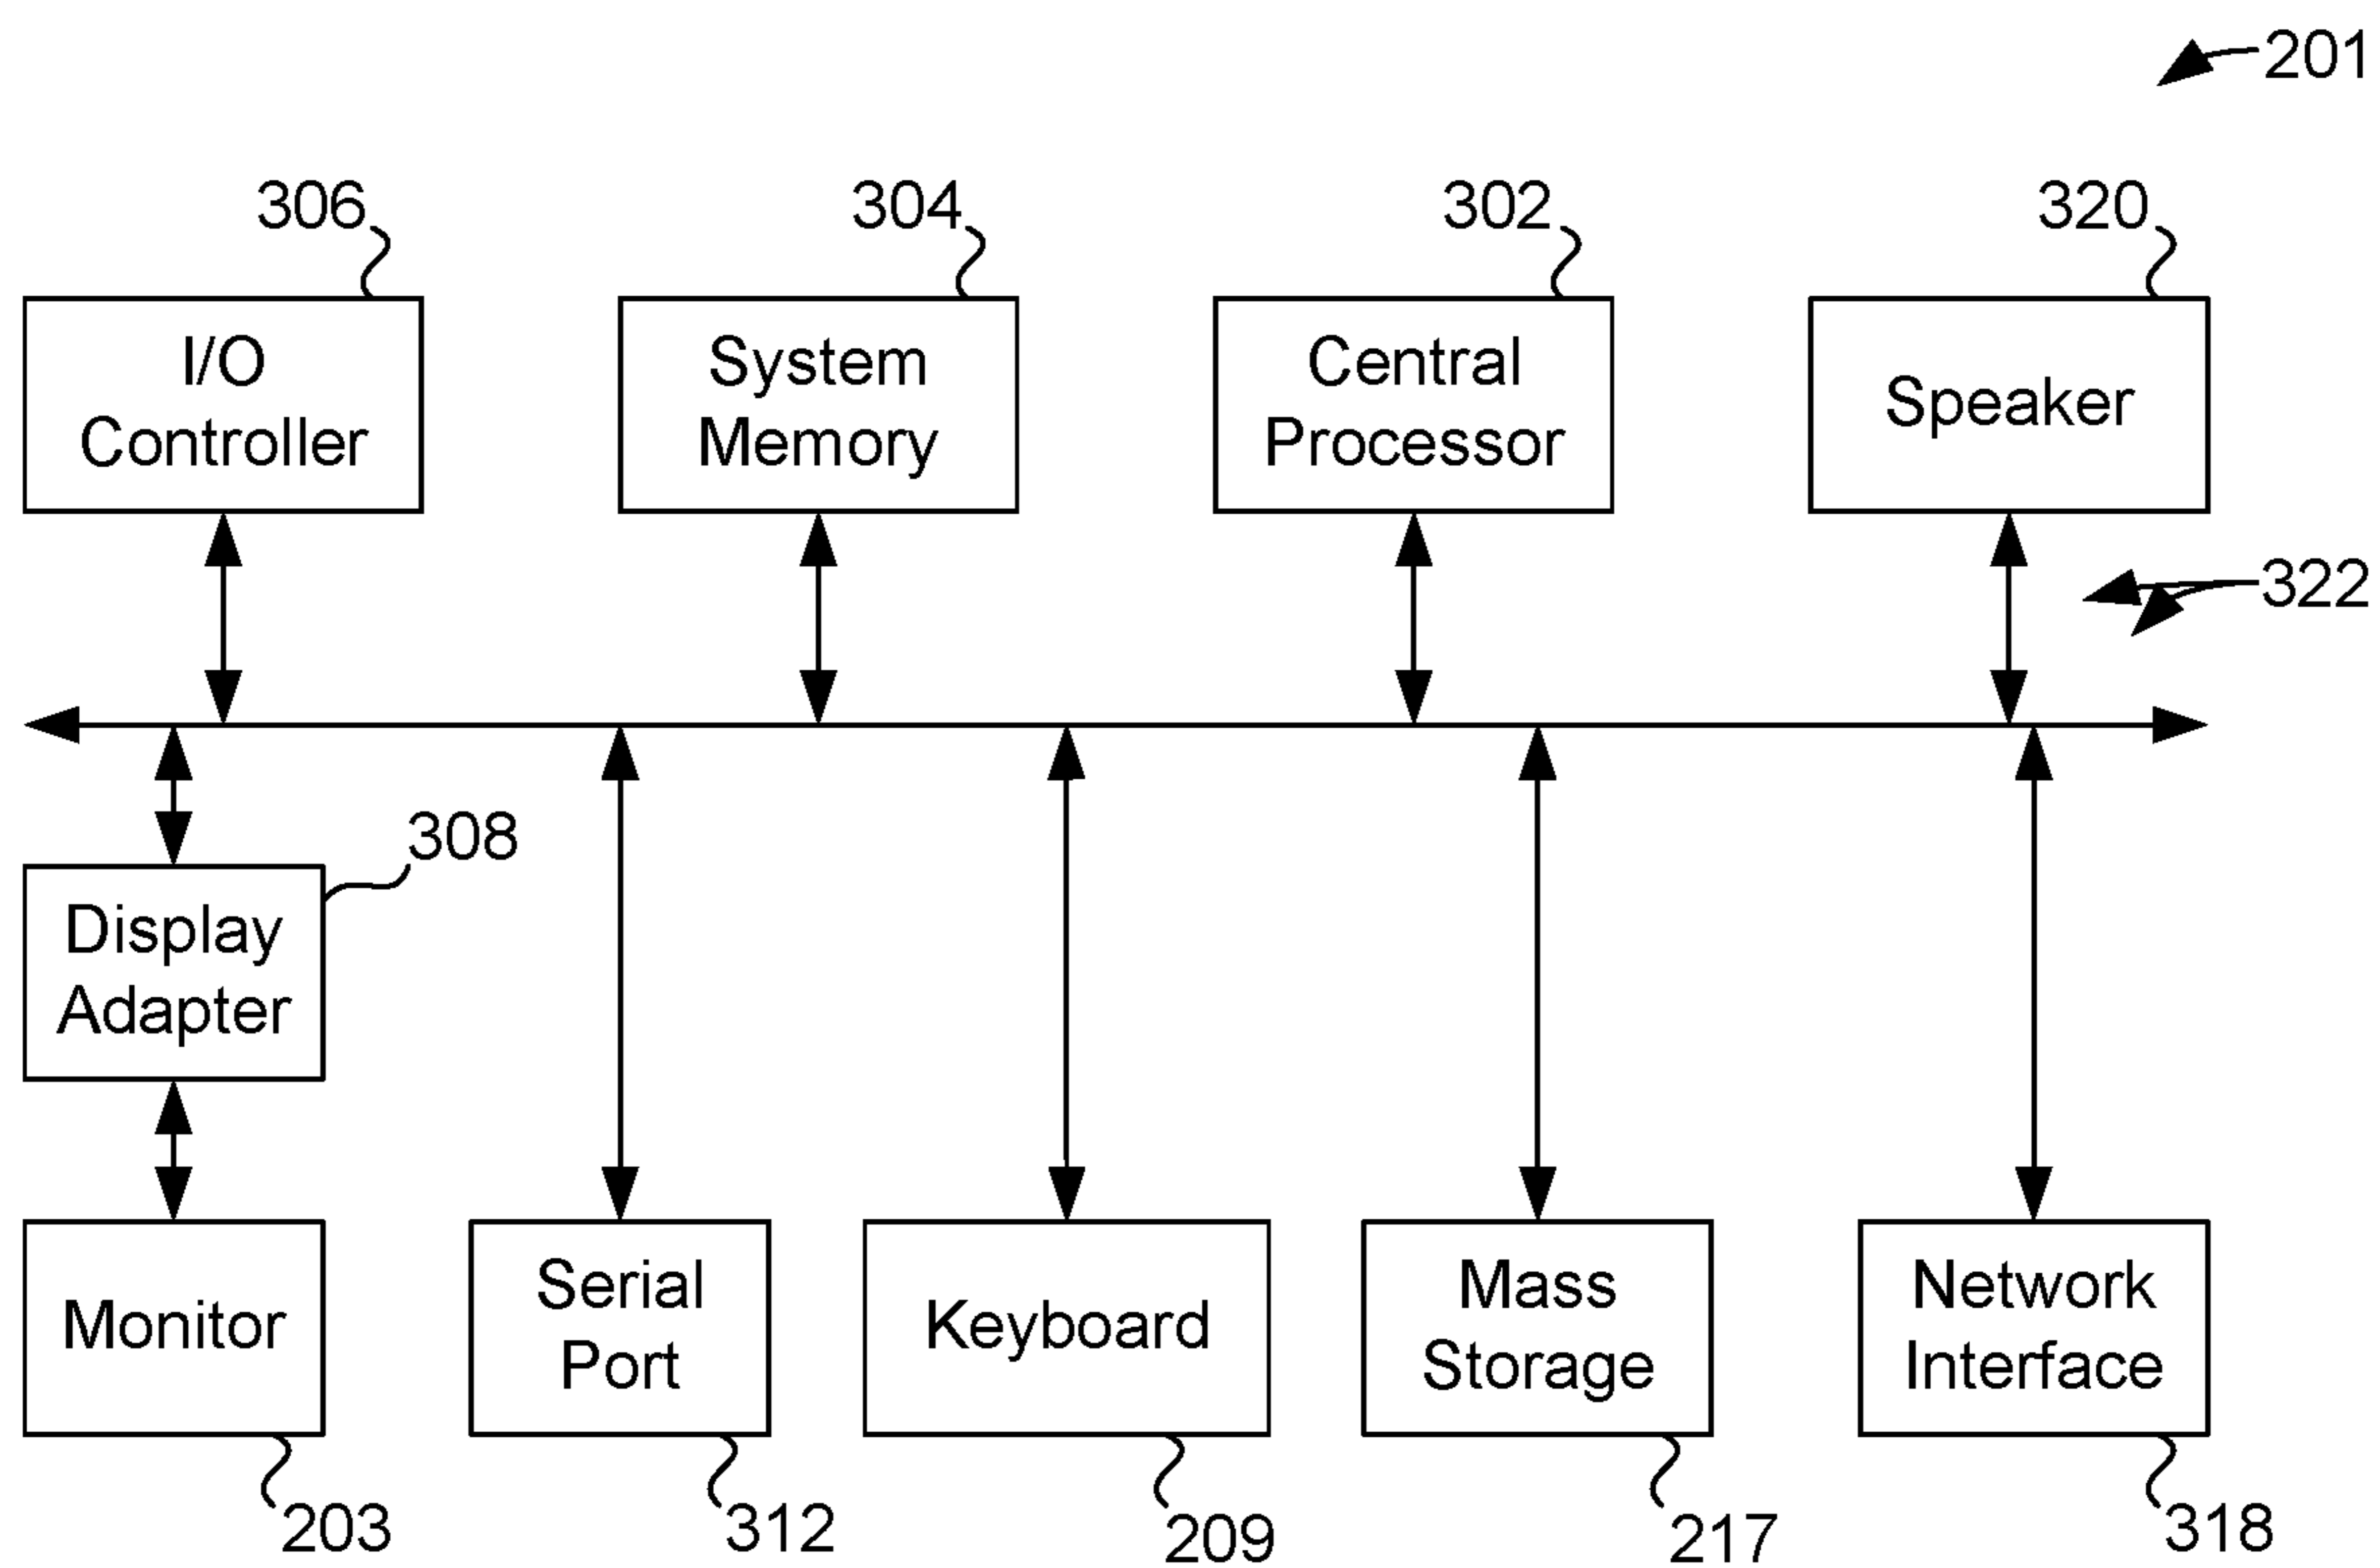 201
306
304
302
320
I/O
Controller
System
Memory
Central
Processor
Speaker
322
308
Display
Adapter
Monitor
Serial
Port
Keyboard
Mass
Storage
Network
Interface
203
312
209
217
318